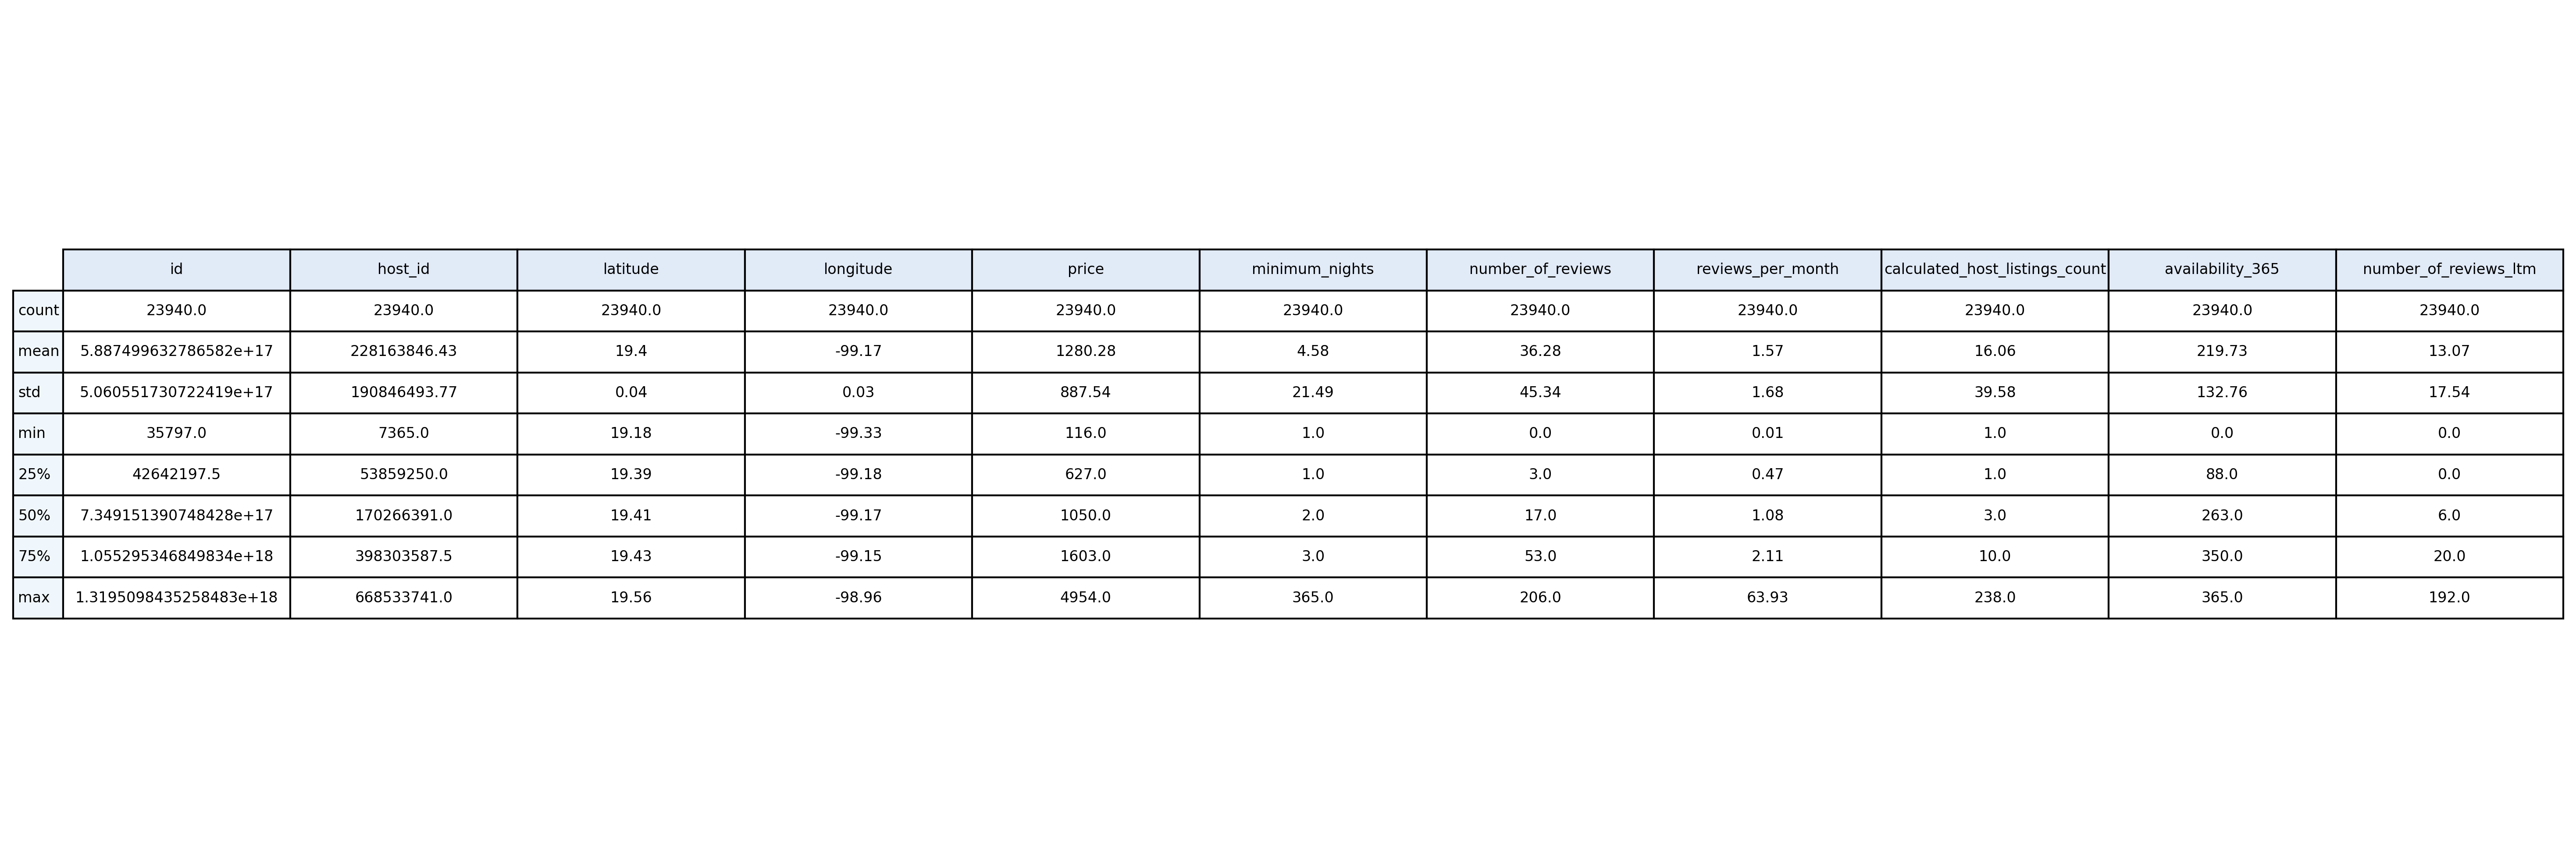 id host_id latitude longitude price minimum_nights number_of_reviews reviews_per_month calculated_host_listings_count availability_365 number_of_reviews_ltm
count 23940.0 23940.0 23940.0 23940.0 23940.0 23940.0 23940.0 23940.0 23940.0 23940.0 23940.0
mean 5.887499632786582e+17 228163846.43 19.4 -99.17 1280.28 4.58 36.28 1.57 16.06 219.73 13.07
std 5.060551730722419e+17 190846493.77 0.04 0.03 887.54 21.49 45.34 1.68 39.58 132.76 17.54
min 35797.0 7365.0 19.18 -99.33 116.0 1.0 0.0 0.01 1.0 0.0 0.0
25% 42642197.5 53859250.0 19.39 -99.18 627.0 1.0 3.0 0.47 1.0 88.0 0.0
50% 7.349151390748428e+17 170266391.0 19.41 -99.17 1050.0 2.0 17.0 1.08 3.0 263.0 6.0
75% 1.055295346849834e+18 398303587.5 19.43 -99.15 1603.0 3.0 53.0 2.11 10.0 350.0 20.0
max 1.3195098435258483e+18 668533741.0 19.56 -98.96 4954.0 365.0 206.0 63.93 238.0 365.0 192.0